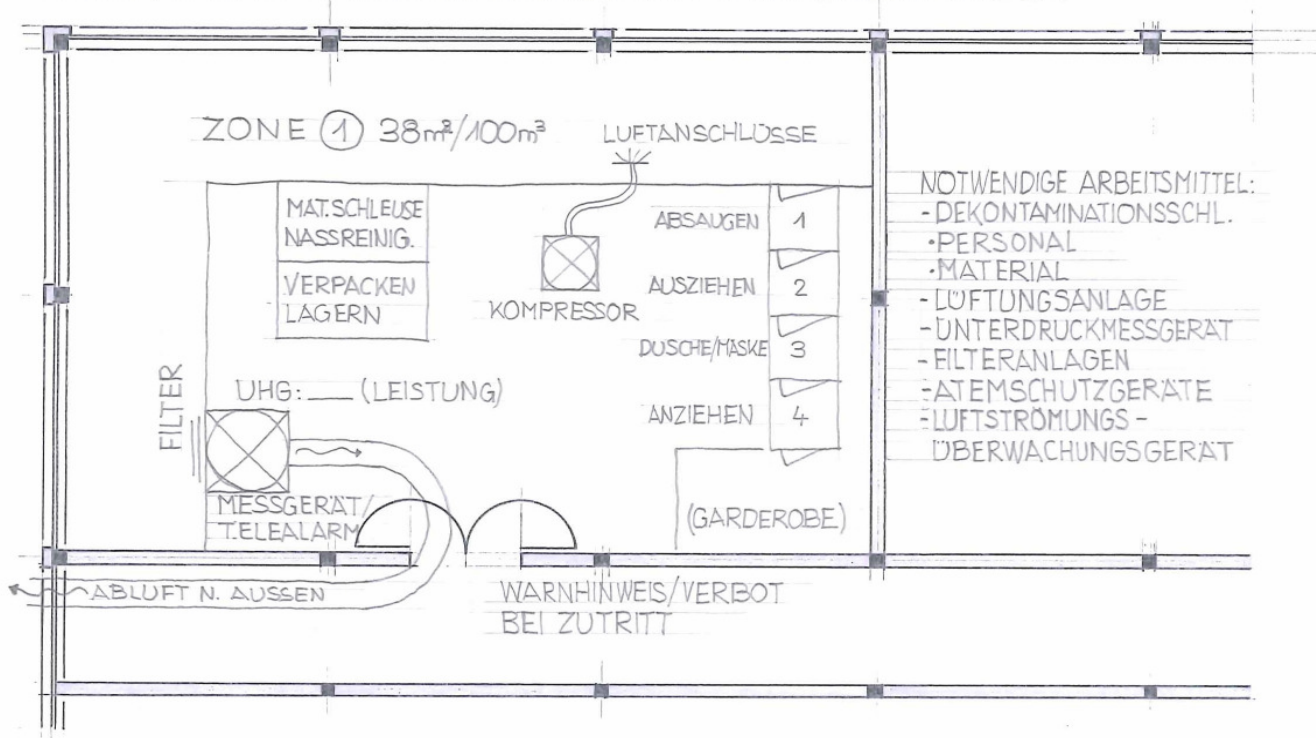 ZONE 1 38m²/100m³
LUFTANSCHLÜSSE
MAT.SCHLEUSE
NASSREINIG.
VERPACKEN
LAGERN
KOMPRESSOR
ABSAUGEN 1
AUSZIEHEN 2
DUSCHE/MASKE 3
ANZIEHEN 4
(GARDEROBE)
FILTER
UHG: ___ (LEISTUNG)
MESSGERÄT/
TELEALARM
ABLUFT N. AUSSEN
WARNHINWEIS/VERBOT
BEI ZUTRITT
NOTWENDIGE ARBEITSMITTEL:
- DEKONTAMINATIONSSCHL.
• PERSONAL
• MATERIAL
- LÜFTUNGSANLAGE
- UNTERDRUCKMESSGERÄT
- FILTERANLAGEN
- ATEMSCHUTZGERÄTE
- LUFTSTRÖMUNGS-
ÜBERWACHUNGSGERÄT